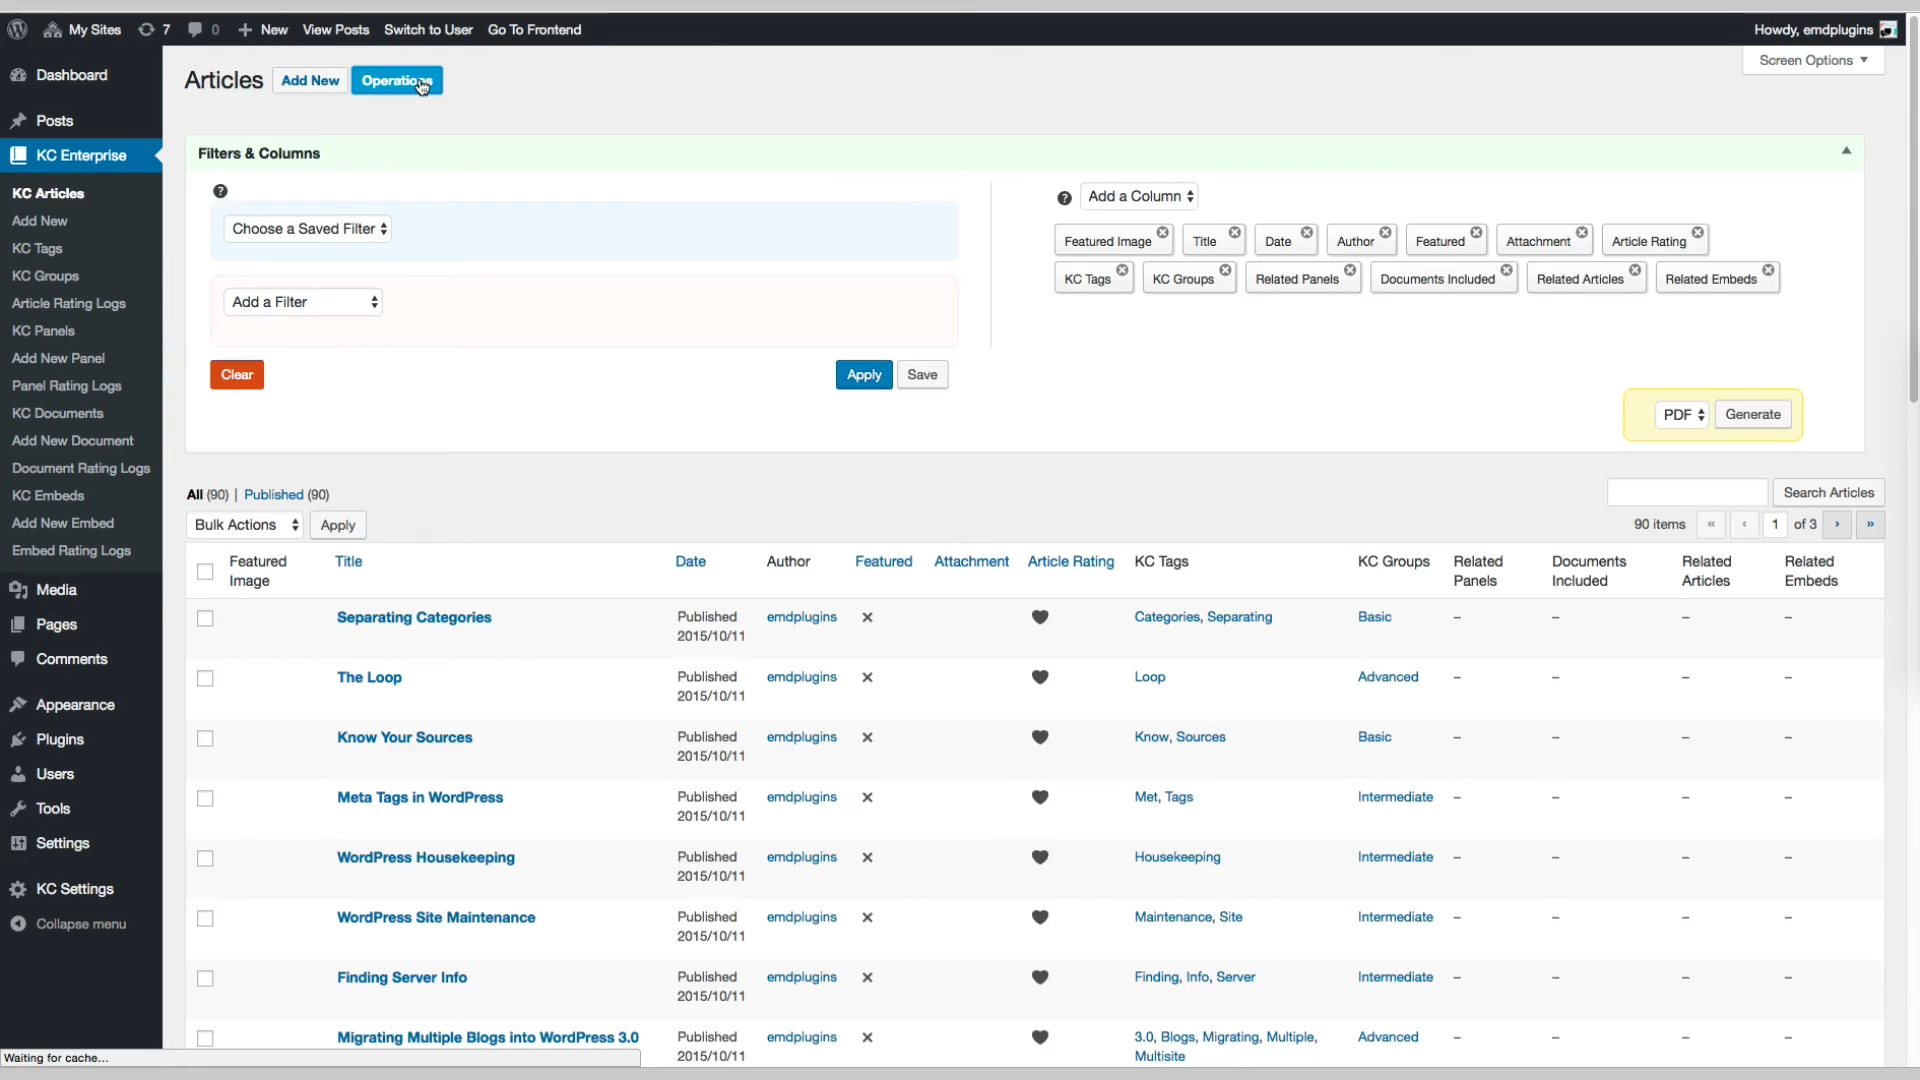 My Sites 7 0 New View Posts Switch to User Go To Frontend Howdy, emdplugins
Screen Options
Dashboard
Posts
KC Enterprise
KC Articles
Add New
KC Tags
KC Groups
Article Rating Logs
KC Panels
Add New Panel
Panel Rating Logs
KC Documents
Add New Document
Document Rating Logs
KC Embeds
Add New Embed
Embed Rating Logs
Media
Pages
Comments
Appearance
Plugins
Users
Tools
Settings
KC Settings
Collapse menu
Articles Add New Operations
Filters & Columns
Choose a Saved Filter
Add a Filter
Clear Apply Save
Add a Column
Featured Image Title Date Author Featured Attachment Article Rating
KC Tags KC Groups Related Panels Documents Included Related Articles Related Embeds
PDF Generate
All (90) | Published (90) Search Articles
Bulk Actions Apply 90 items « ‹ 1 of 3 › »
Featured Image Title Date Author Featured Attachment Article Rating KC Tags KC Groups Related Panels Documents Included Related Articles Related Embeds
Separating Categories Published emdplugins Categories, Separating Basic – – – –
2015/10/11
The Loop Published emdplugins Loop Advanced – – – –
2015/10/11
Know Your Sources Published emdplugins Know, Sources Basic – – – –
2015/10/11
Meta Tags in WordPress Published emdplugins Met, Tags Intermediate – – – –
2015/10/11
WordPress Housekeeping Published emdplugins Housekeeping Intermediate – – – –
2015/10/11
WordPress Site Maintenance Published emdplugins Maintenance, Site Intermediate – – – –
2015/10/11
Finding Server Info Published emdplugins Finding, Info, Server Intermediate – – – –
2015/10/11
Migrating Multiple Blogs into WordPress 3.0 Published emdplugins 3.0, Blogs, Migrating, Multiple, Advanced – – – –
2015/10/11 Multisite
Waiting for cache...